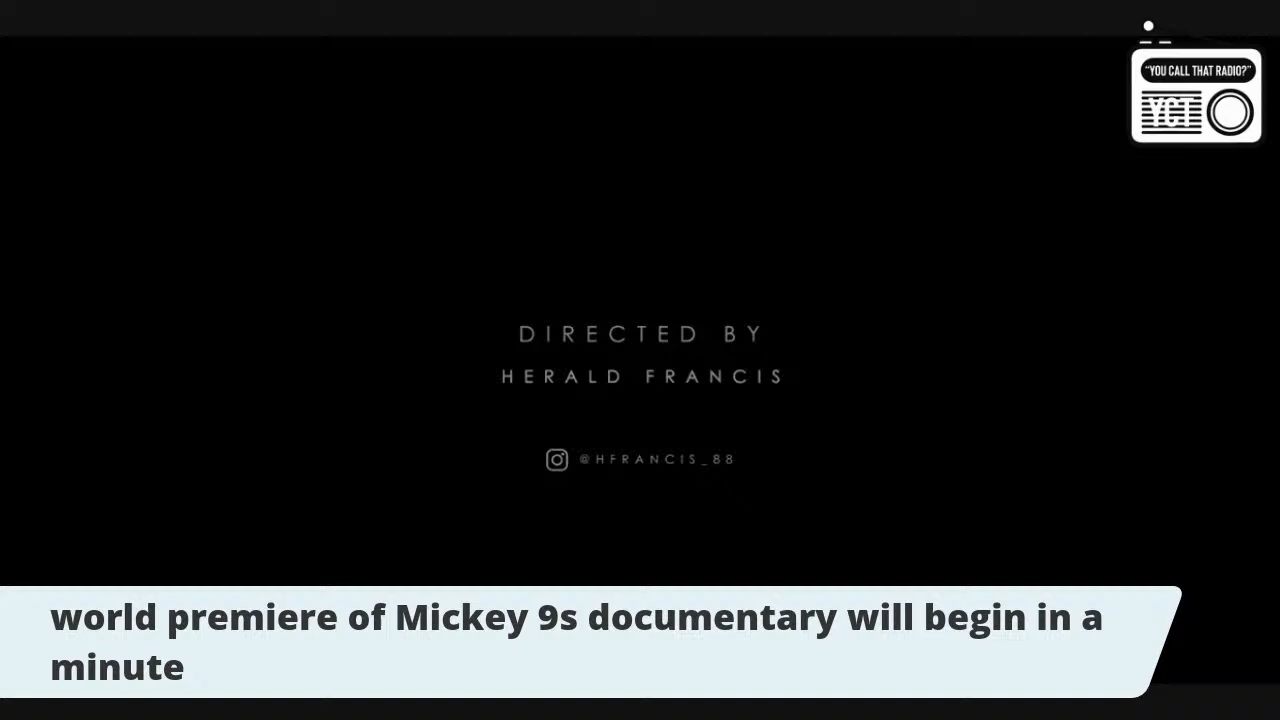 "YOU CALL THAT RADIO?"
YCT
DIRECTED BY
HERALD FRANCIS
@HFRANCIS_88
world premiere of Mickey 9s documentary will begin in a
minute